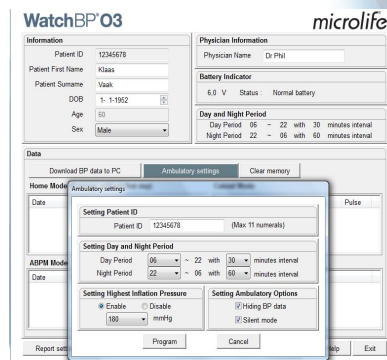 WatchBP®O3
microlife
Information
Patient ID 12345678
Patient First Name Klaas
Patient Surname Vaak
DOB 1- 1-1952
Age 60
Sex Male
Physician Information
Physician Name Dr Phil
Battery Indicator
6,0 V Status : Normal battery
Day and Night Period
Day Period 06 ~ 22 with 30 minutes interval
Night Period 22 ~ 06 with 60 minutes interval
Data
Download BP data to PC
Ambulatory settings
Clear memory
Home Mode
Date
Pulse
ABPM Mode
Date
Ambulatory settings
Setting Patient ID
Patient ID 12345678 (Max 11 numerals)
Setting Day and Night Period
Day Period 06 ~ 22 with 30 minutes interval
Night Period 22 ~ 06 with 60 minutes interval
Setting Highest Inflation Pressure
Enable Disable
180 mmHg
Setting Ambulatory Options
Hiding BP data
Silent mode
Program
Cancel
Report sett
Help
Exit